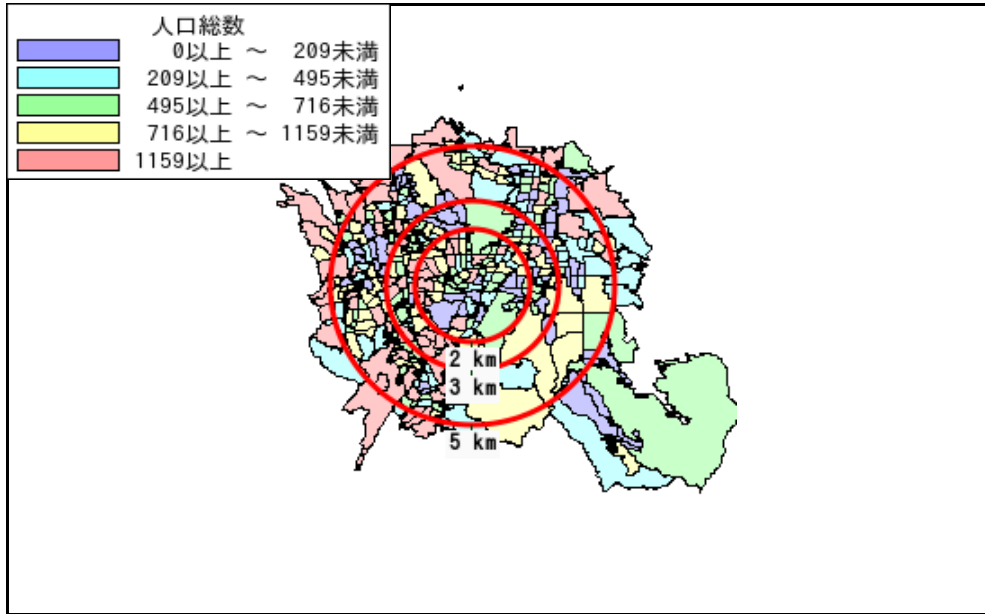 人口総数
0以上 ～ 209未満
209以上 ～ 495未満
495以上 ～ 716未満
716以上 ～ 1159未満
1159以上
2 km
3 km
5 km